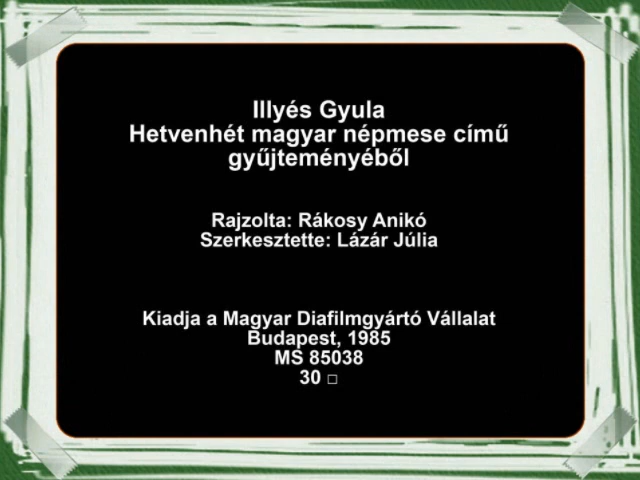 Illyés Gyula
Hetvenhét magyar népmese című
gyűjteményéből
Rajzolta: Rákosy Anikó
Szerkesztette: Lázár Júlia
Kiadja a Magyar Diafilmgyártó Vállalat
Budapest, 1985
MS 85038
30 □